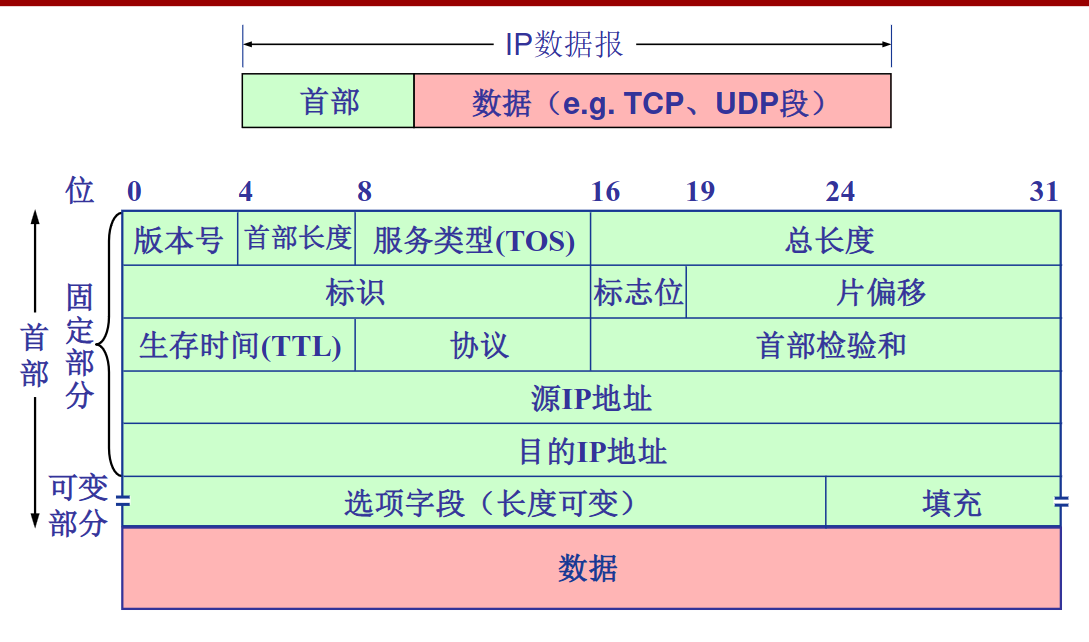 IP数据报
首部 数据（e.g. TCP、UDP段）
位 0 4 8 16 19 24 31
版本号 首部长度 服务类型(TOS) 总长度
标识 标志位 片偏移
生存时间(TTL) 协议 首部检验和
源IP地址
目的IP地址
选项字段（长度可变） 填充
数据
首部
固定部分
可变
部分